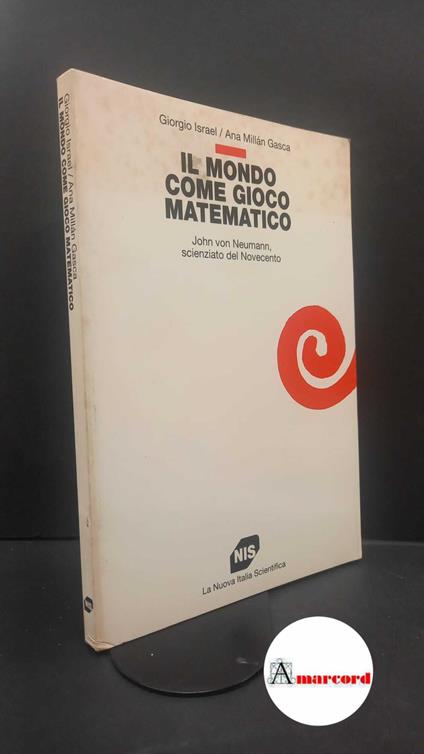 Giorgio Israel / Ana Millán Gasca
IL MONDO
COME GIOCO
MATEMATICO
John von Neumann,
scienziato del Novecento
NIS
La Nuova Italia Scientifica
Giorgio Israel / Ana Millán Gasca
IL MONDO COME GIOCO MATEMATICO
Amarcord